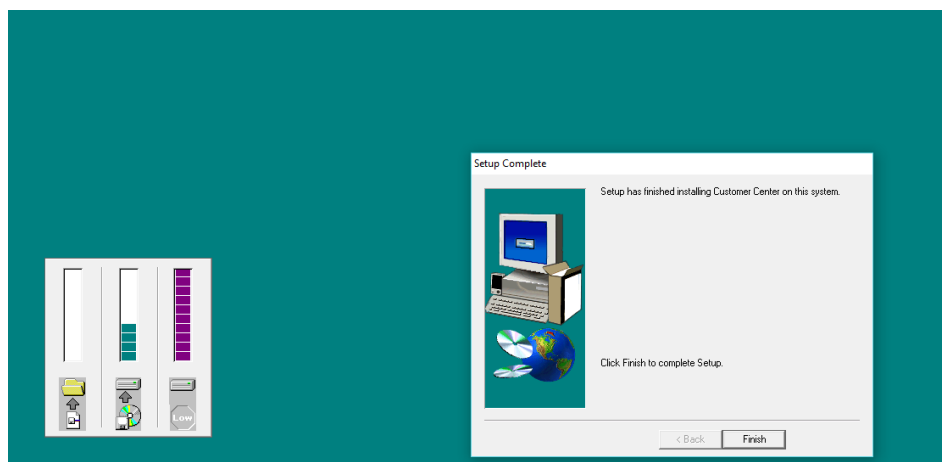 Setup Complete
Setup has finished installing Customer Center on this system.
Click Finish to complete Setup.
Low
< Back
Finish